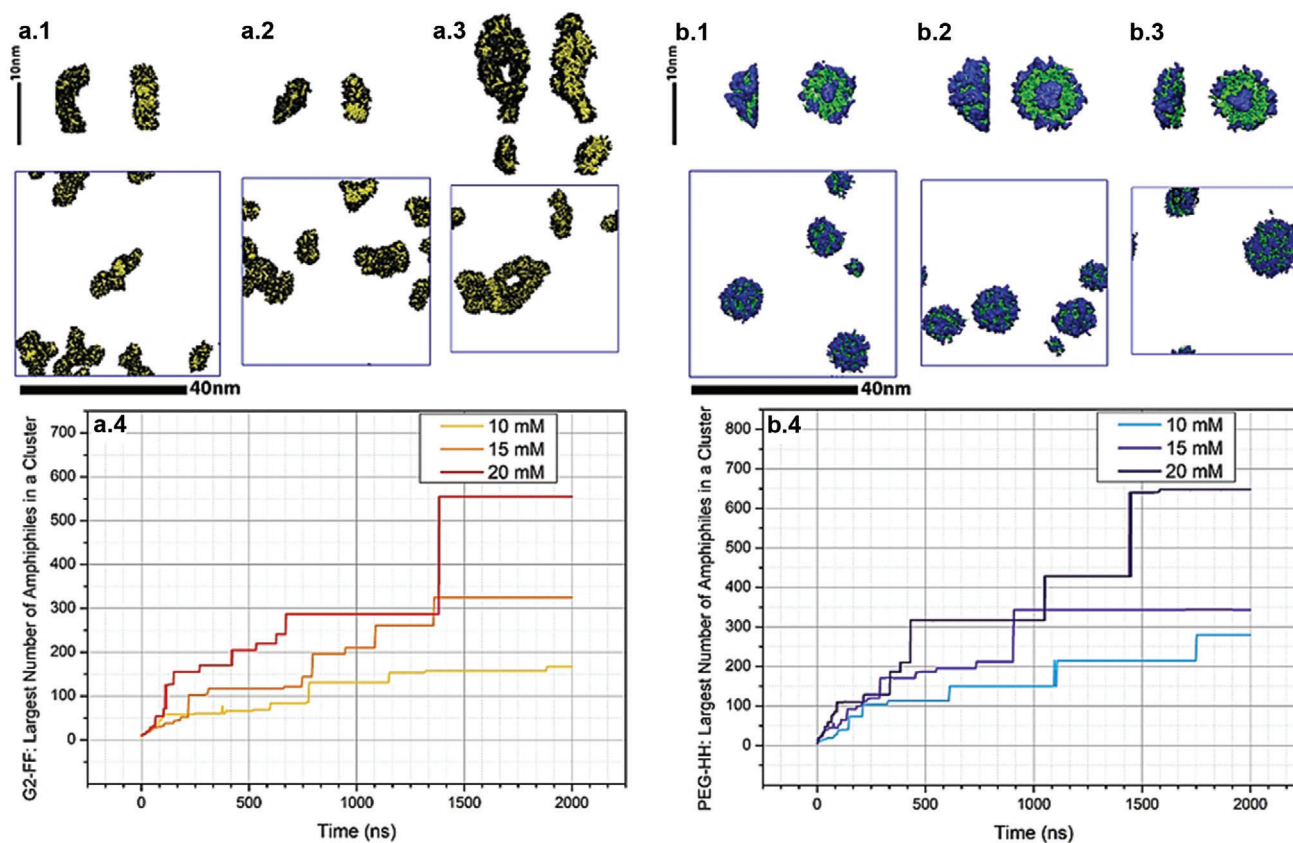 a.1
a.2
a.3
10nm
40nm
b.1
b.2
b.3
10nm
40nm
a.4
G2-FF: Largest Number of Amphiphiles in a Cluster
700
600
500
400
300
200
100
0
10 mM
15 mM
20 mM
0
500
1000
1500
2000
Time (ns)
b.4
PEG-HH: Largest Number of Amphiphiles in a Cluster
800
700
600
500
400
300
200
100
0
10 mM
15 mM
20 mM
0
500
1000
1500
2000
Time (ns)